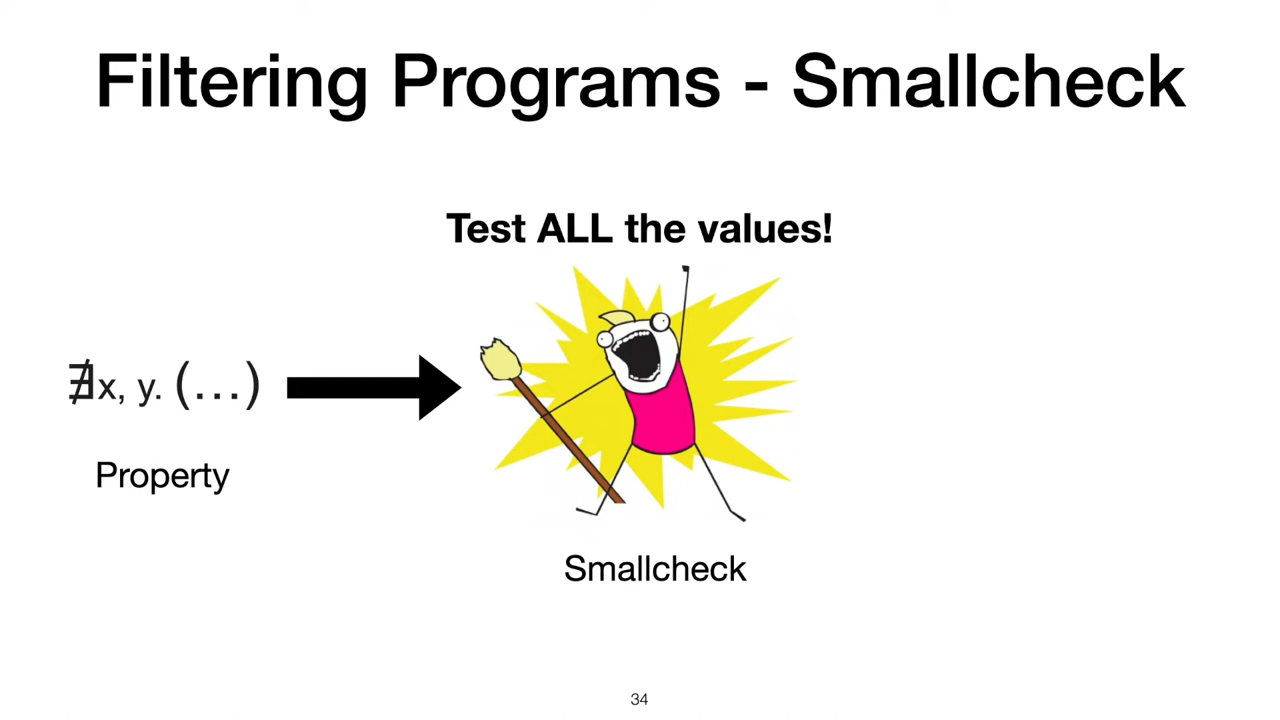 Filtering Programs - Smallcheck
Test ALL the values!
∄x, y. (…)
Property
Smallcheck
34